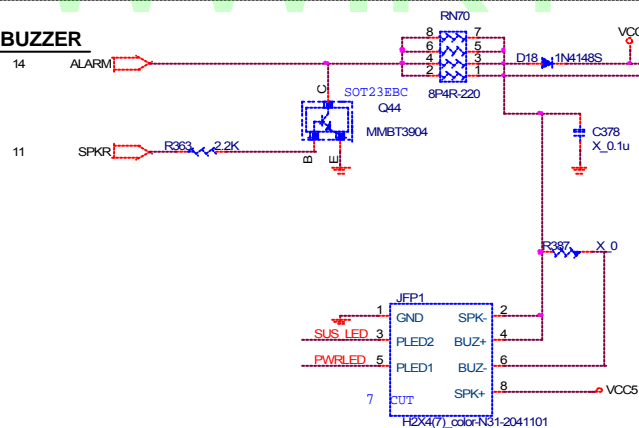 RN70
BUZZER
8 7
VCC
6 5
14 ALARM
4 3
D18 1N4148S
2 1
C SOT23EBC
8P4R-220
Q44
MMBT3904
C378
X_0.1u
11 SPKR R363 2.2K
B E
R387 X_0
JFP1
1 GND SPK- 2
SUS_LED 3 PLED2 BUZ+ 4
PWRLED 5 PLED1 BUZ- 6
7 CUT SPK+ 8 VCC5
H2X4(7)_color-N31-2041101